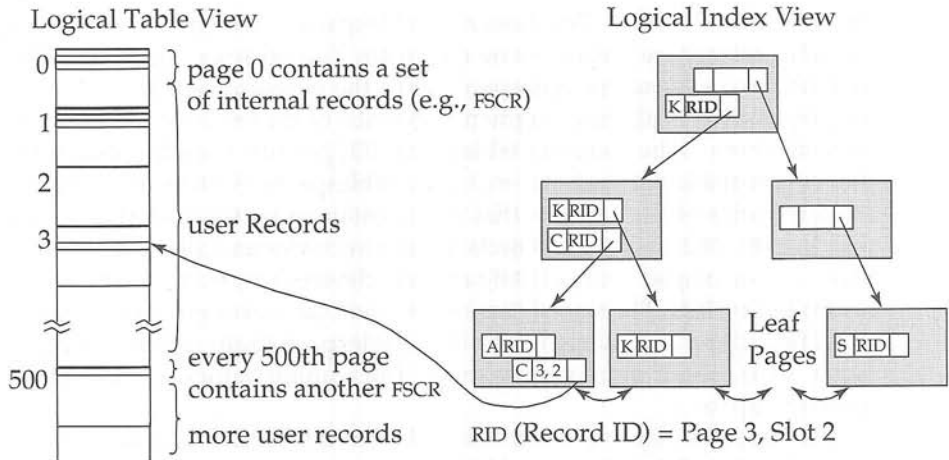 Logical Table View
Logical Index View
0
page 0 contains a set
of internal records (e.g., FSCR)
1
2
3
user Records
500
every 500th page
contains another FSCR
more user records
K RID
K RID
C RID
A RID
C 3, 2
K RID
Leaf
Pages
S RID
RID (Record ID) = Page 3, Slot 2